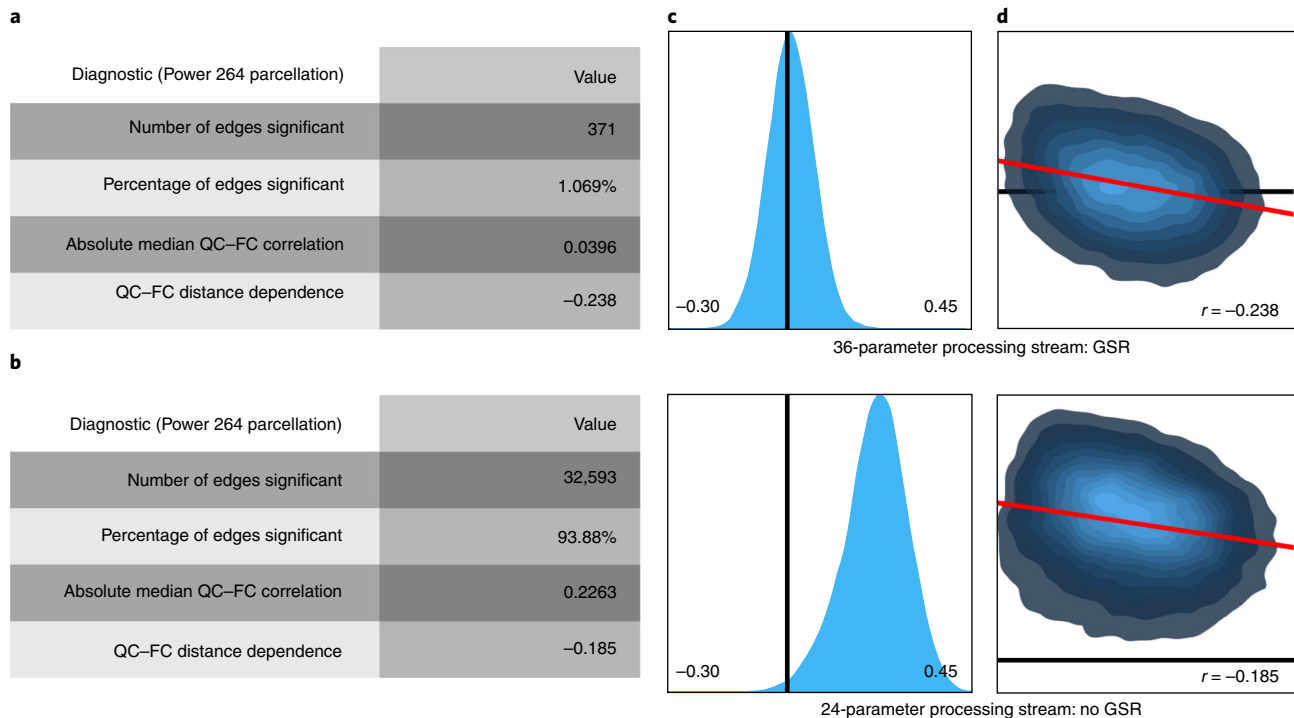 a
Diagnostic (Power 264 parcellation) Value
Number of edges significant 371
Percentage of edges significant 1.069%
Absolute median QC–FC correlation 0.0396
QC–FC distance dependence –0.238
c
–0.30 0.45
d
r = –0.238
36-parameter processing stream: GSR
b
Diagnostic (Power 264 parcellation) Value
Number of edges significant 32,593
Percentage of edges significant 93.88%
Absolute median QC–FC correlation 0.2263
QC–FC distance dependence –0.185
–0.30 0.45
r = –0.185
24-parameter processing stream: no GSR